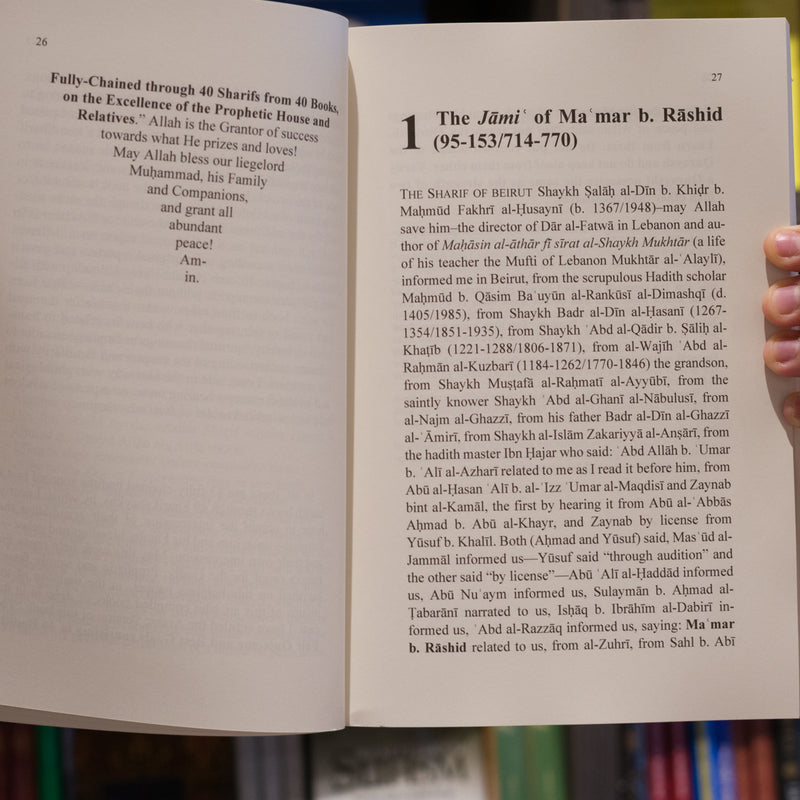 26
Fully-Chained through 40 Sharifs from 40 Books,
on the Excellence of the Prophetic House and
Relatives.” Allah is the Grantor of success
towards what He prizes and loves!
May Allah bless our liegelord
Muḥammad, his Family
and Companions,
and grant all
abundant
peace!
Am-
in.
27
1 The Jāmiʿ of Maʿmar b. Rāshid
(95-153/714-770)
THE SHARIF OF BEIRUT Shaykh Ṣalāḥ al-Dīn b. Khiḍr b.
Maḥmūd Fakhrī al-Ḥusaynī (b. 1367/1948)–may Allah
save him–the director of Dār al-Fatwā in Lebanon and au-
thor of Maḥāsin al-āthār fī sīrat al-Shaykh Mukhtār (a life
of his teacher the Mufti of Lebanon Mukhtār al-ʿAlaylī),
informed me in Beirut, from the scrupulous Hadith scholar
Maḥmūd b. Qāsim Baʿuyūn al-Rankūsī al-Dimashqī (d.
1405/1985), from Shaykh Badr al-Dīn al-Ḥasanī (1267-
1354/1851-1935), from Shaykh ʿAbd al-Qādir b. Ṣāliḥ al-
Khaṭīb (1221-1288/1806-1871), from al-Wajīh ʿAbd al-
Raḥmān al-Kuzbarī (1184-1262/1770-1846) the grandson,
from Shaykh Muṣṭafā al-Raḥmatī al-Ayyūbī, from the
saintly knower Shaykh ʿAbd al-Ghanī al-Nābulusī, from
al-Najm al-Ghazzī, from his father Badr al-Dīn al-Ghazzī
al-ʿĀmirī, from Shaykh al-Islām Zakariyyā al-Anṣārī, from
the hadith master Ibn Ḥajar who said: ʿAbd Allāh b. ʿUmar
b. ʿAlī al-Azharī related to me as I read it before him, from
Abū al-Ḥasan ʿAlī b. al-ʿIzz ʿUmar al-Maqdisī and Zaynab
bint al-Kamāl, the first by hearing it from Abū al-ʿAbbās
Aḥmad b. Abū al-Khayr, and Zaynab by license from
Yūsuf b. Khalīl. Both (Aḥmad and Yūsuf) said, Masʿūd al-
Jammāl informed us—Yūsuf said “through audition” and
the other said “by license”—Abū ʿAlī al-Ḥaddād informed
us, Abū Nuʿaym informed us, Sulaymān b. Aḥmad al-
Ṭabarānī narrated to us, Isḥāq b. Ibrāhīm al-Dabirī in-
formed us, ʿAbd al-Razzāq informed us, saying: Maʿmar
b. Rāshid related to us, from al-Zuhrī, from Sahl b. Abī